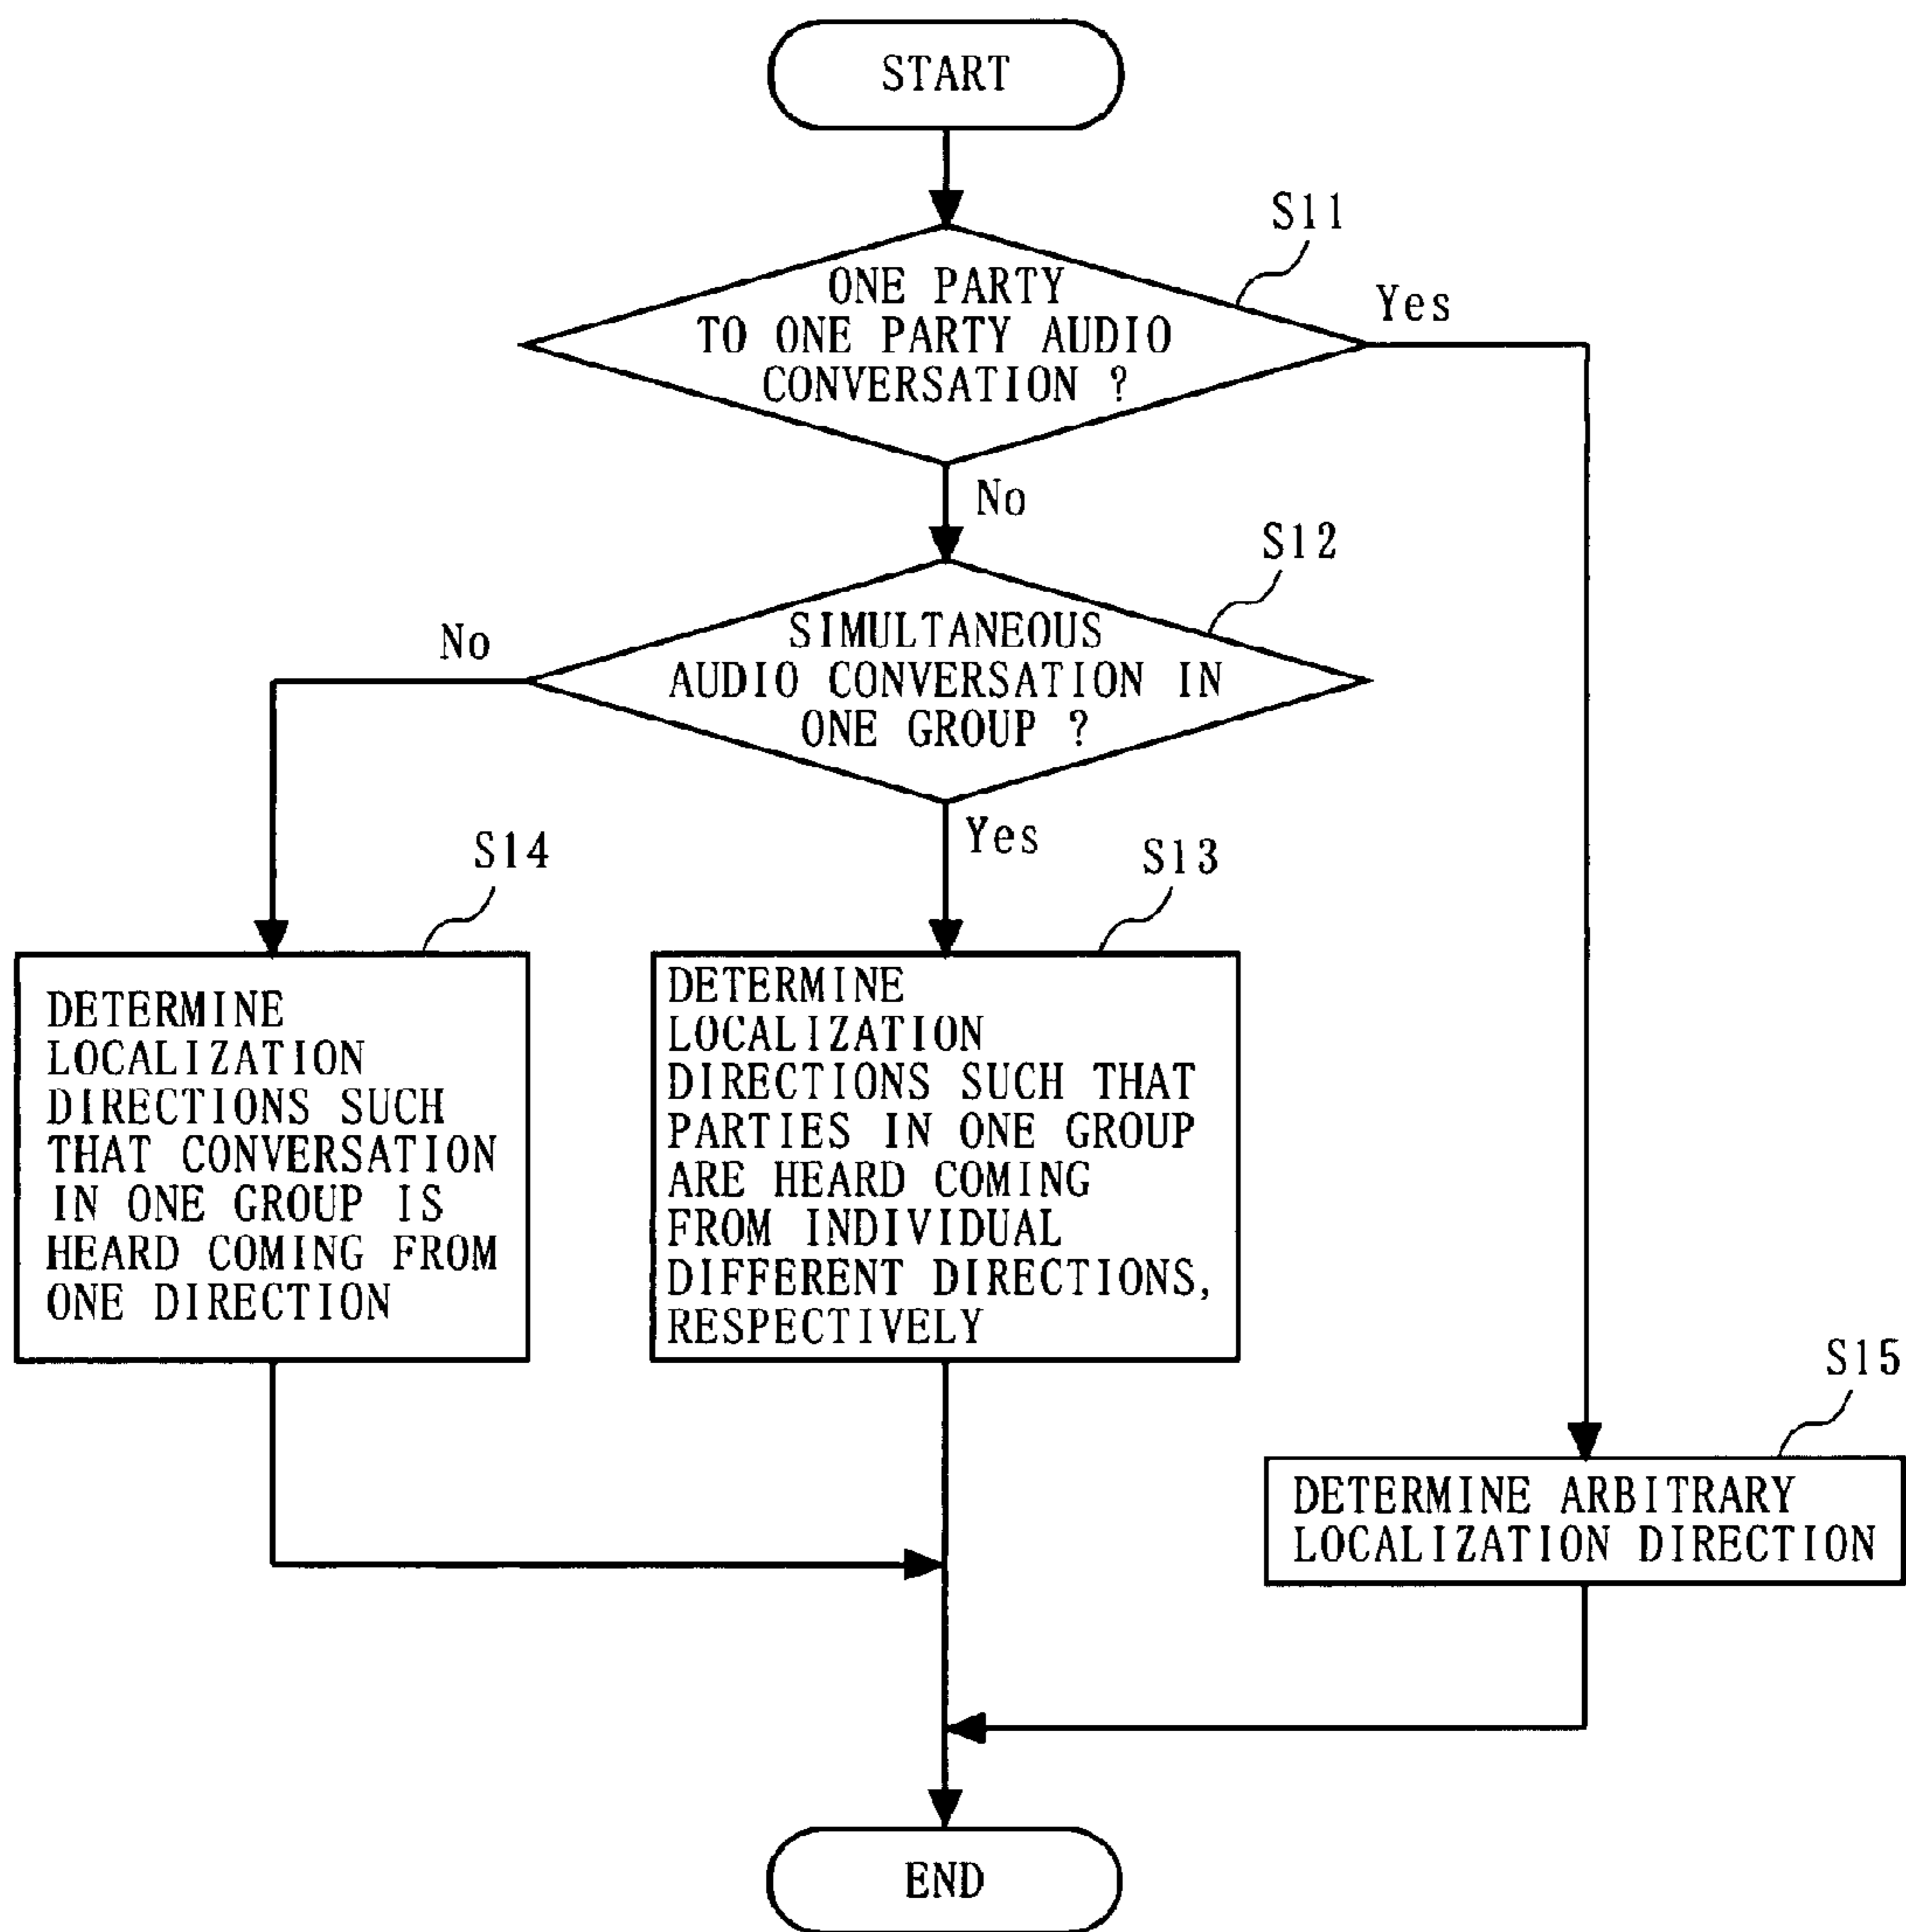 START
S11
ONE PARTY
TO ONE PARTY AUDIO
CONVERSATION ?
Yes
No
S12
SIMULTANEOUS
AUDIO CONVERSATION IN
ONE GROUP ?
No
Yes
S14
DETERMINE
LOCALIZATION
DIRECTIONS SUCH
THAT CONVERSATION
IN ONE GROUP IS
HEARD COMING FROM
ONE DIRECTION
S13
DETERMINE
LOCALIZATION
DIRECTIONS SUCH THAT
PARTIES IN ONE GROUP
ARE HEARD COMING
FROM INDIVIDUAL
DIFFERENT DIRECTIONS,
RESPECTIVELY
S15
DETERMINE ARBITRARY
LOCALIZATION DIRECTION
END